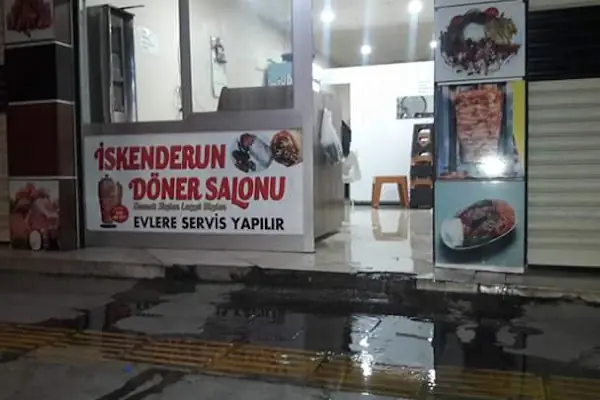 İSKENDERUN
DÖNER SALONU
EVLERE SERVİS YAPILIR